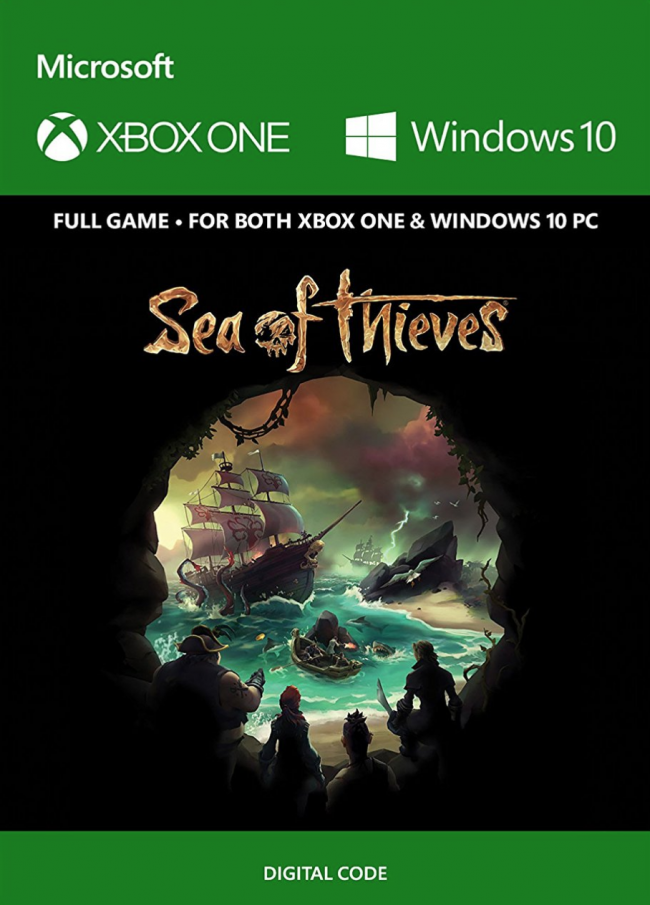 Microsoft
XBOX ONE Windows 10
FULL GAME • FOR BOTH XBOX ONE & WINDOWS 10 PC
Sea of Thieves
DIGITAL CODE